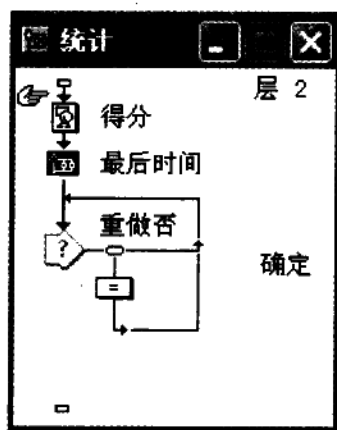 统计
层 2
得分
最后时间
重做否
?
确定
=